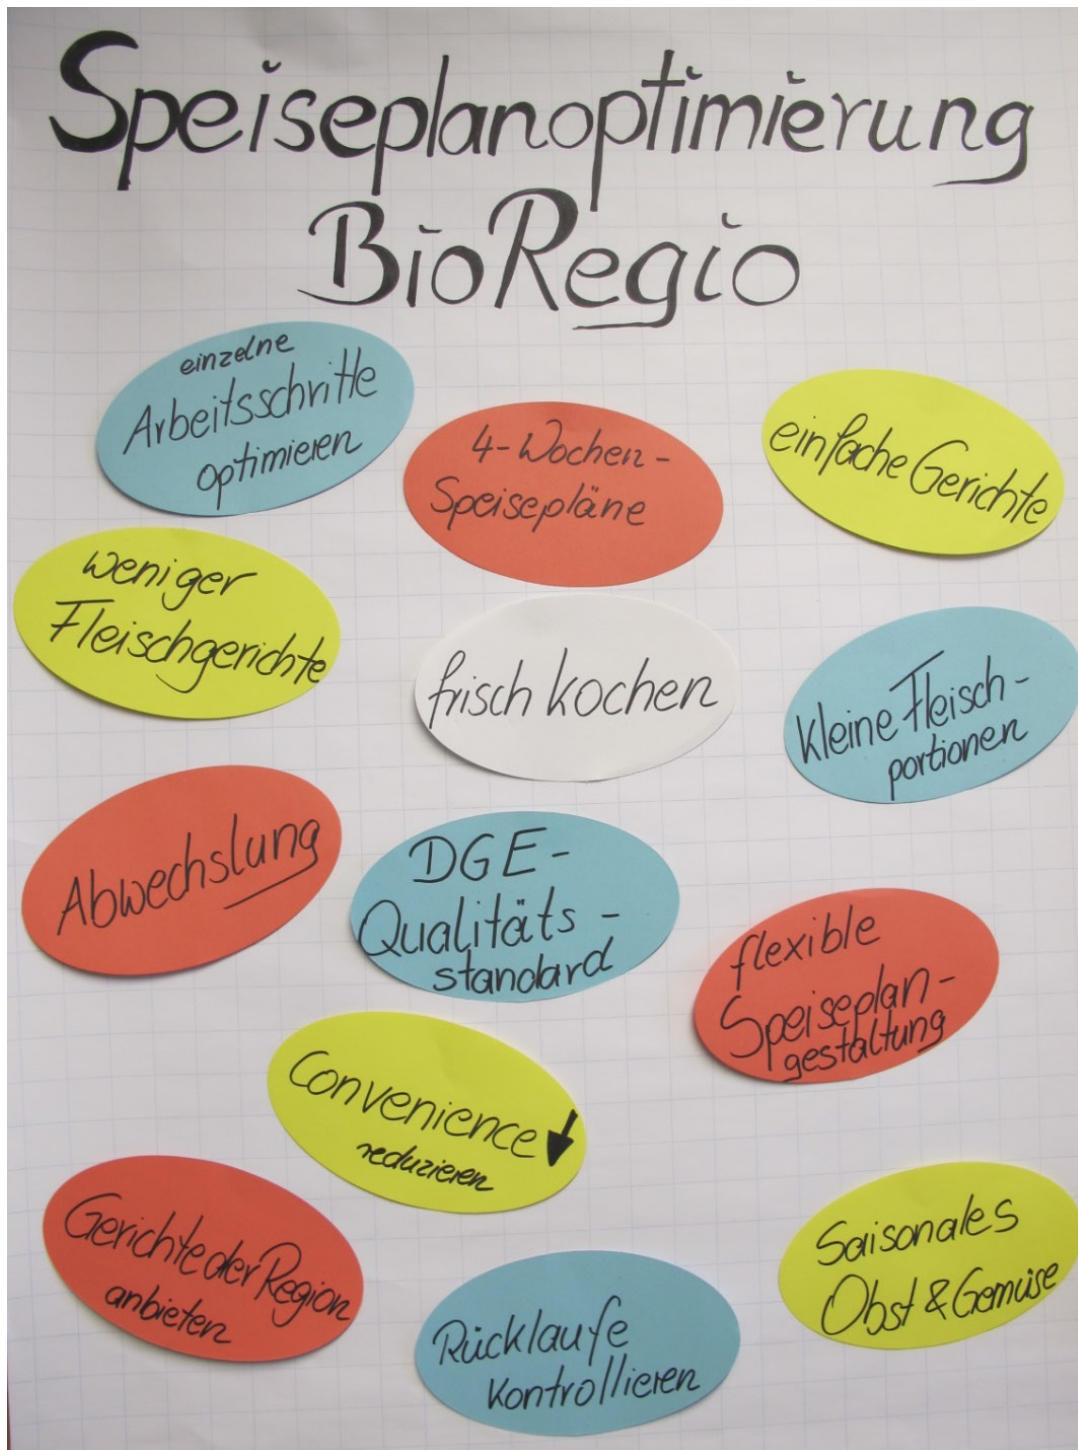 Speiseplanoptimierung
BioRegio
einzelne
Arbeitsschritte
optimieren
4-Wochen-
Speisepläne
einfache Gerichte
weniger
Fleischgerichte
frisch kochen
kleine Fleisch-
portionen
Abwechslung
DGE-
Qualitäts-
standard
flexible
Speiseplan-
gestaltung
Convenience
reduzieren
Gerichte der Region
anbieten
Rücklaufe
kontrollieren
Saisonales
Obst & Gemüse